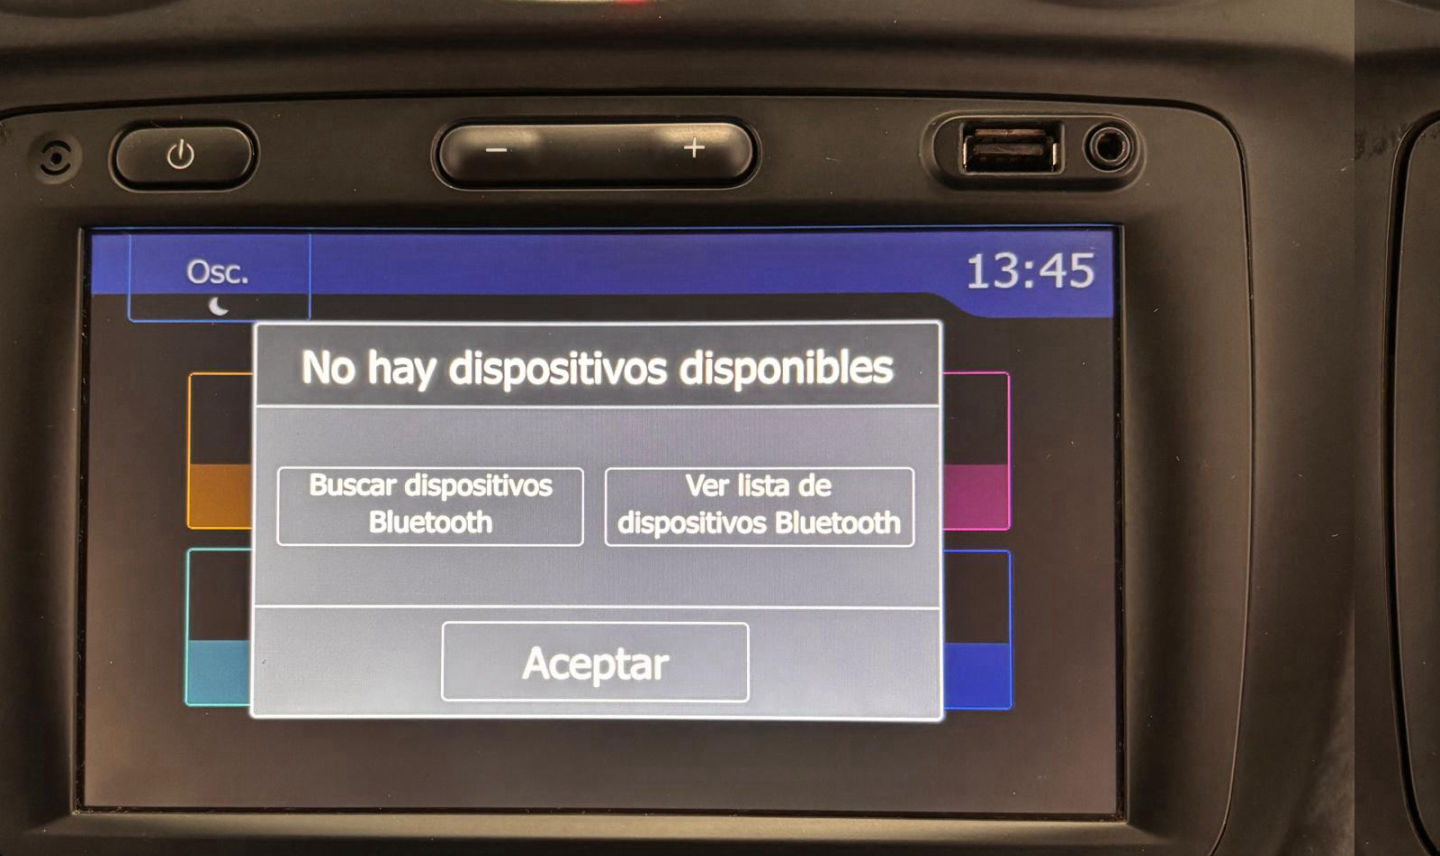 Osc.
13:45
No hay dispositivos disponibles
Buscar dispositivos
Bluetooth
Ver lista de
dispositivos Bluetooth
Aceptar